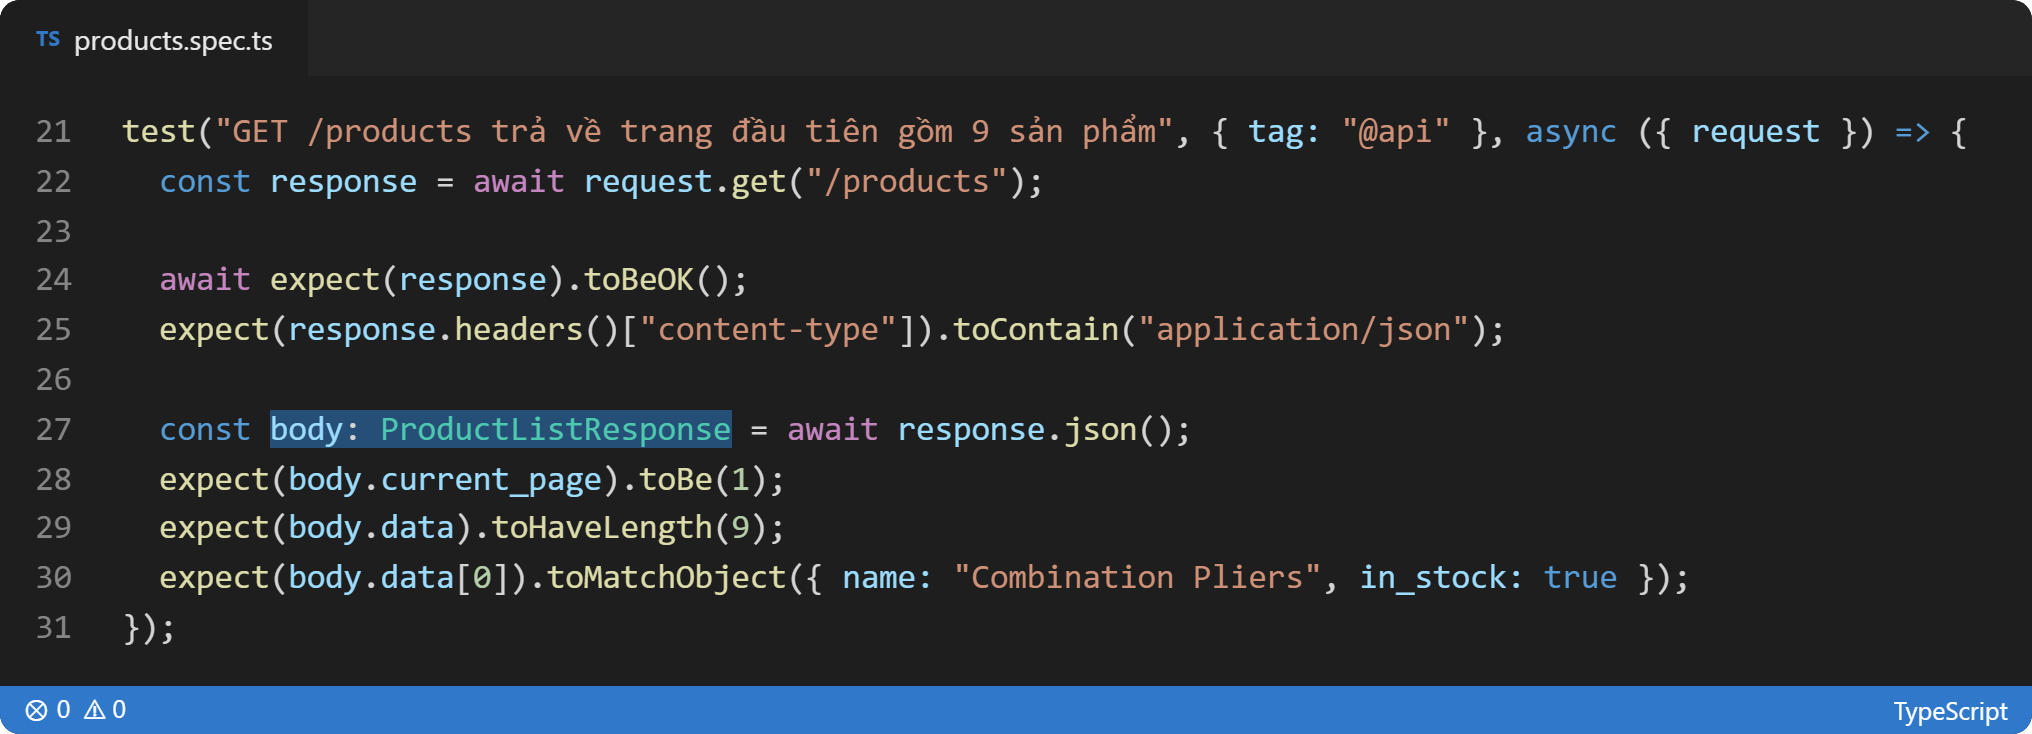 TS products.spec.ts
21 test("GET /products trả về trang đầu tiên gồm 9 sản phẩm", { tag: "@api" }, async ({ request }) => {
22 const response = await request.get("/products");
23
24 await expect(response).toBeOK();
25 expect(response.headers()["content-type"]).toContain("application/json");
26
27 const body: ProductListResponse = await response.json();
28 expect(body.current_page).toBe(1);
29 expect(body.data).toHaveLength(9);
30 expect(body.data[0]).toMatchObject({ name: "Combination Pliers", in_stock: true });
31 });
0 0 TypeScript